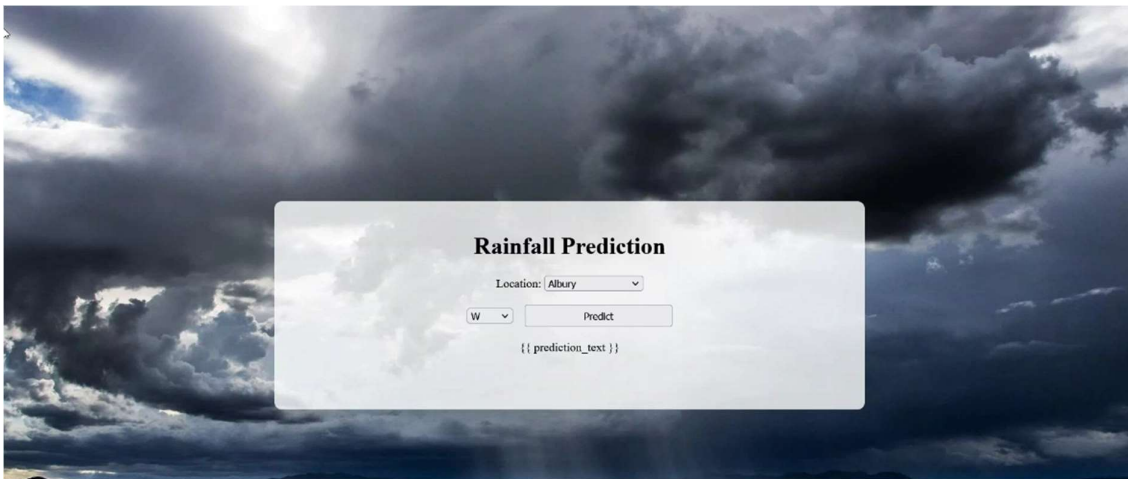 Rainfall Prediction
Location: Albury
W Predict
{{ prediction_text }}